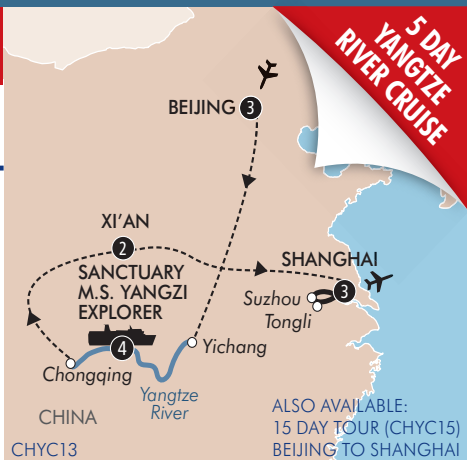 5 DAY
YANGTZE
RIVER CRUISE
BEIJING 3
XI'AN
2
SANCTUARY
M.S. YANGZI
EXPLORER
4
SHANGHAI
3
Suzhou
Tongli
Yichang
Chongqing
Yangtze
River
CHINA
CHYC13
ALSO AVAILABLE:
15 DAY TOUR (CHYC15)
BEIJING TO SHANGHAI